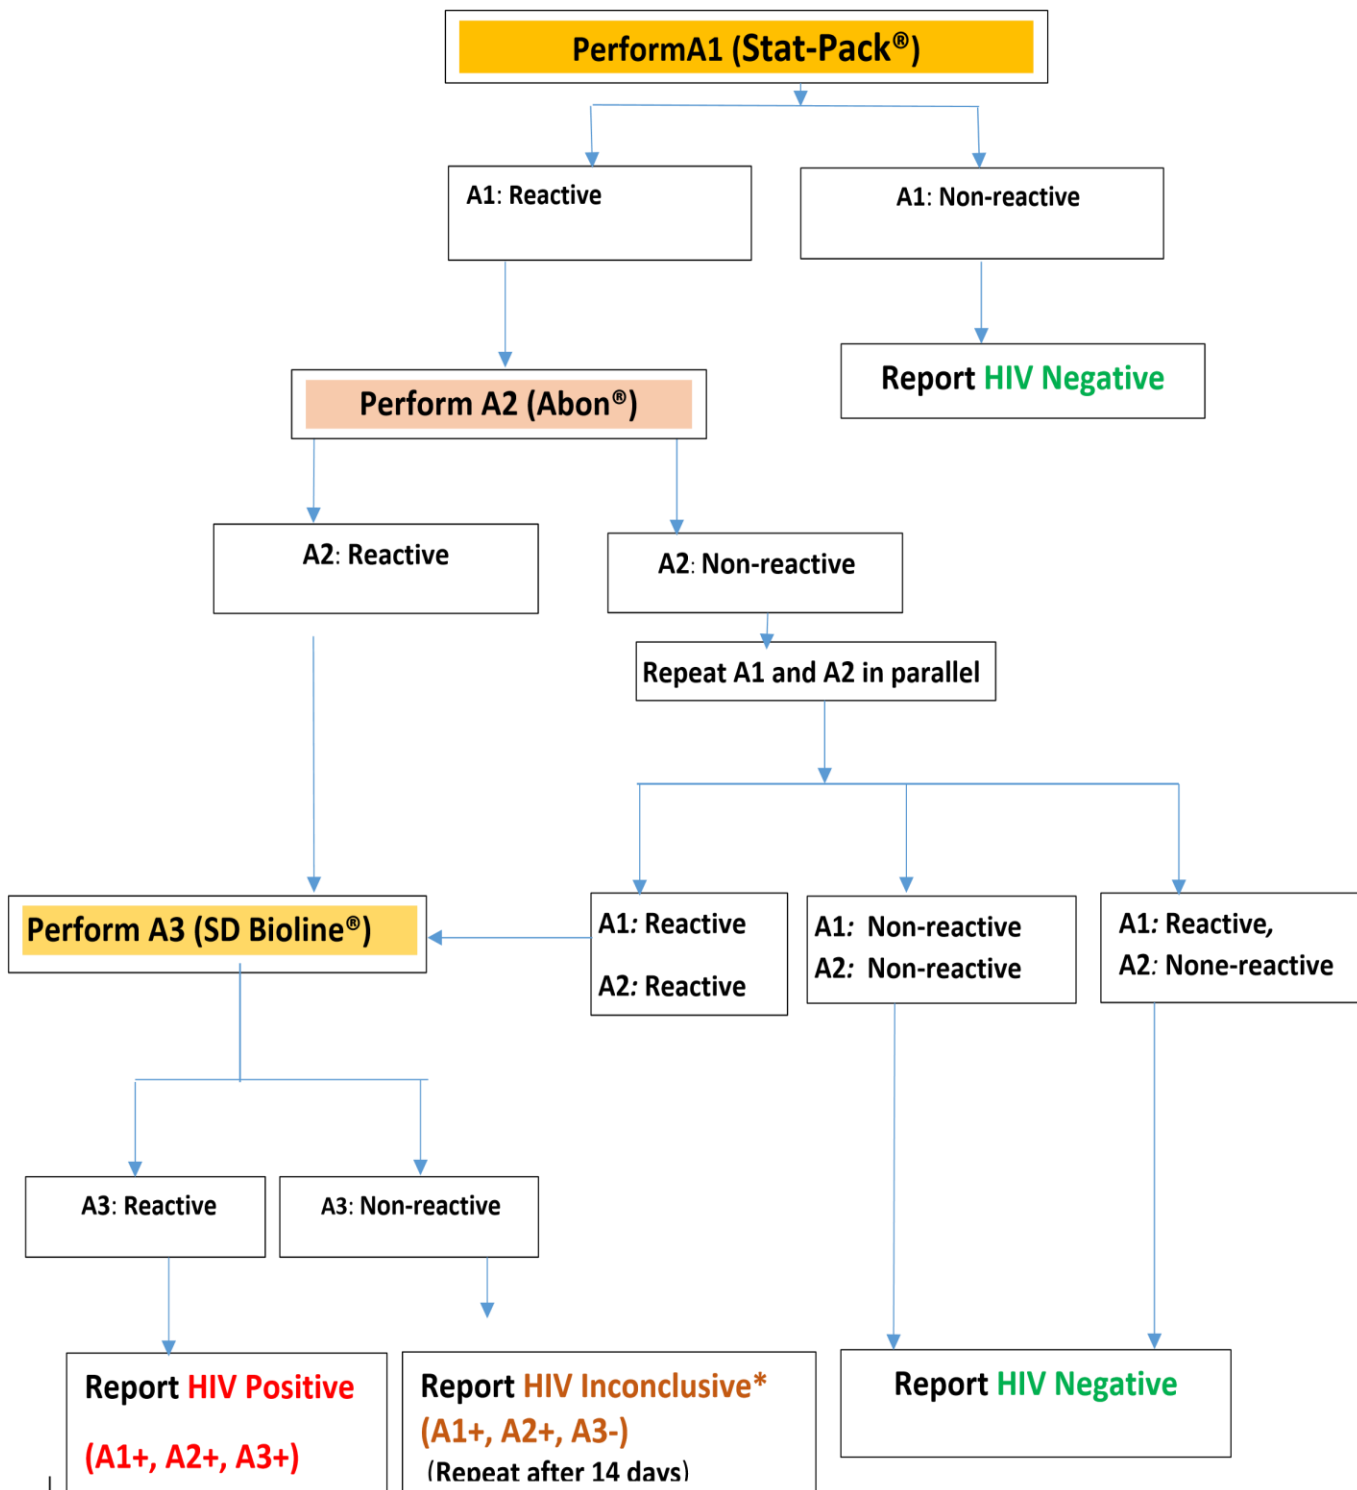 PerformA1 (Stat-Pack®)
A1: Reactive
A1: Non-reactive
Report HIV Negative
Perform A2 (Abon®)
A2: Reactive
A2: Non-reactive
Repeat A1 and A2 in parallel
Perform A3 (SD Bioline®)
A1: Reactive
A2: Reactive
A1: Non-reactive
A2: Non-reactive
A1: Reactive,
A2: None-reactive
A3: Reactive
A3: Non-reactive
Report HIV Positive
(A1+, A2+, A3+)
Report HIV Inconclusive*
(A1+, A2+, A3-)
(Repeat after 14 days)
Report HIV Negative